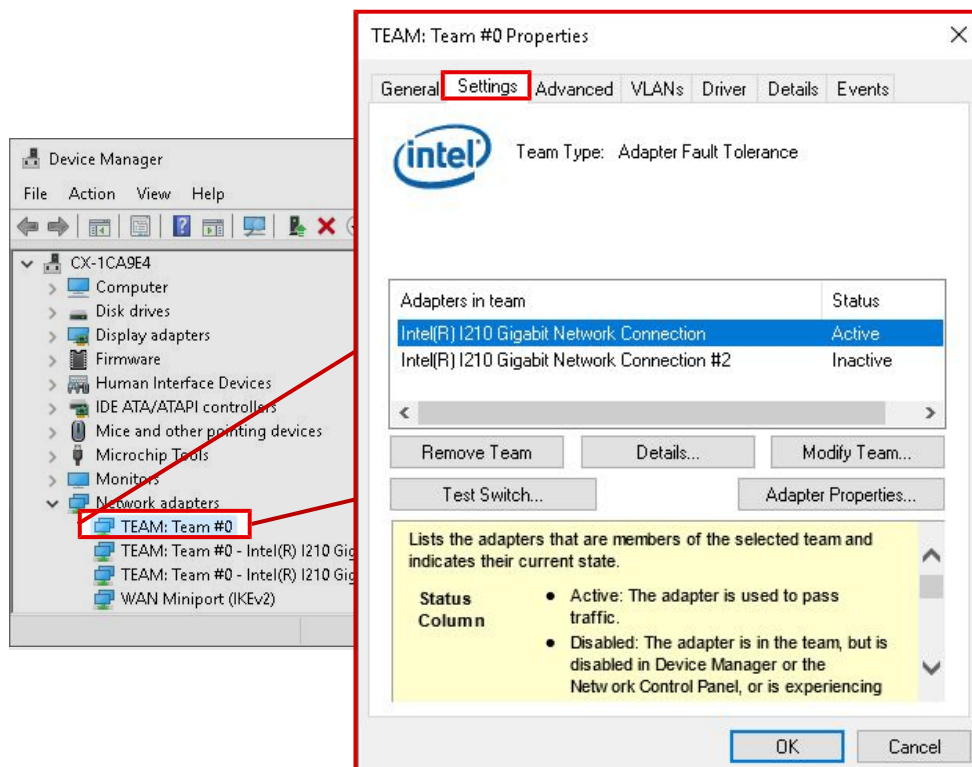 TEAM: Team #0 Properties
General Settings Advanced VLANs Driver Details Events
intel
Team Type: Adapter Fault Tolerance
Adapters in team Status
Intel(R) I210 Gigabit Network Connection Active
Intel(R) I210 Gigabit Network Connection #2 Inactive
Remove Team Details... Modify Team...
Test Switch... Adapter Properties...
Lists the adapters that are members of the selected team and
indicates their current state.
Status
Column
● Active: The adapter is used to pass
traffic.
● Disabled: The adapter is in the team, but is
disabled in Device Manager or the
Network Control Panel, or is experiencing
OK Cancel
Device Manager
File Action View Help
CX-1CA9E4
Computer
Disk drives
Display adapters
Firmware
Human Interface Devices
IDE ATA/ATAPI controllers
Mice and other pointing devices
Microchip Tools
Monitors
Network adapters
TEAM: Team #0
TEAM: Team #0 - Intel(R) I210 Gig
TEAM: Team #0 - Intel(R) I210 Gig
WAN Miniport (IKEv2)